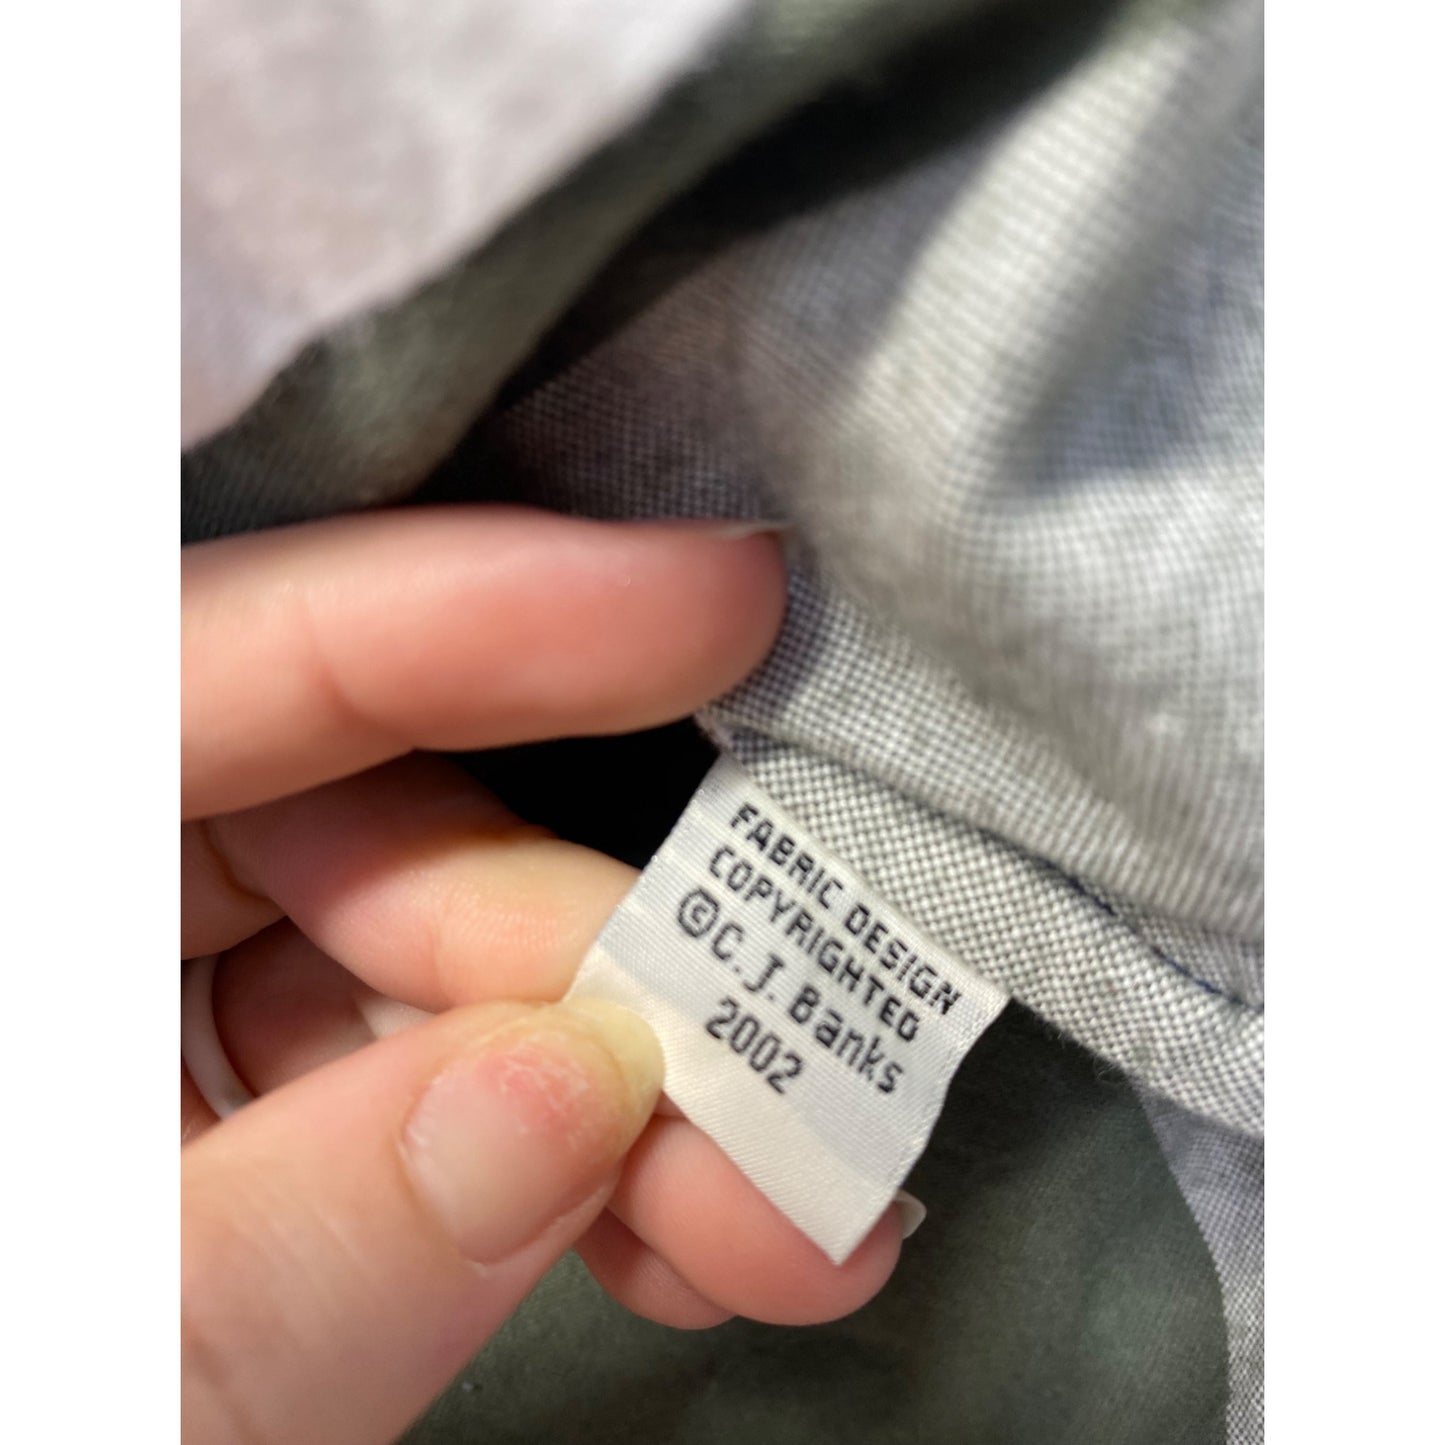 FABRIC DESIGN
COPYRIGHTED
©C.J. Banks
2002